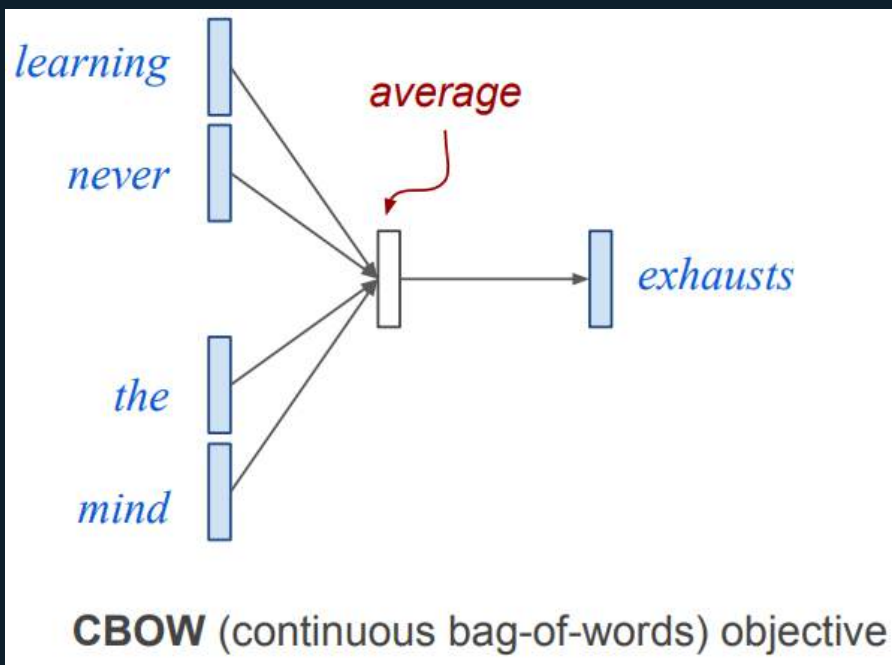 learning
average
never
exhausts
the
mind
CBOW (continuous bag-of-words) objective